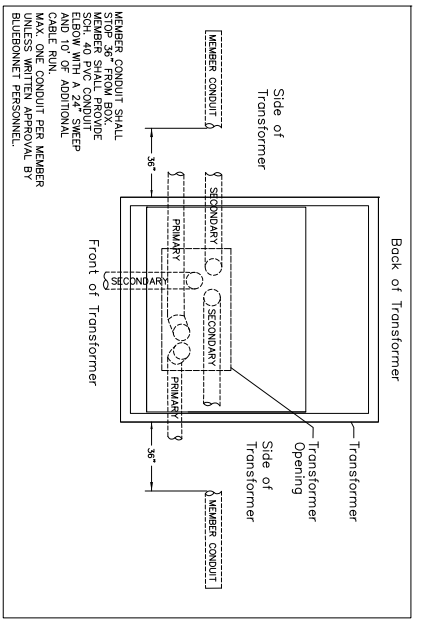 Back of Transformer
Transformer
Transformer
Opening
Side of
Transformer
Side of
Transformer
MEMBER CONDUIT
MEMBER CONDUIT
36"
36"
SECONDARY
SECONDARY
PRIMARY
PRIMARY
SECONDARY
Front of Transformer
MEMBER CONDUIT SHALL
STOP 36" FROM BOX.
MEMBER SHALL PROVIDE
SCH. 40 PVC CONDUIT
ELBOW WITH A 24" SWEEP
AND 10' OF ADDITIONAL
CABLE RUN.
MAX. ONE CONDUIT PER MEMBER
UNLESS WRITTEN APPROVAL BY
BLUEBONNET PERSONNEL.